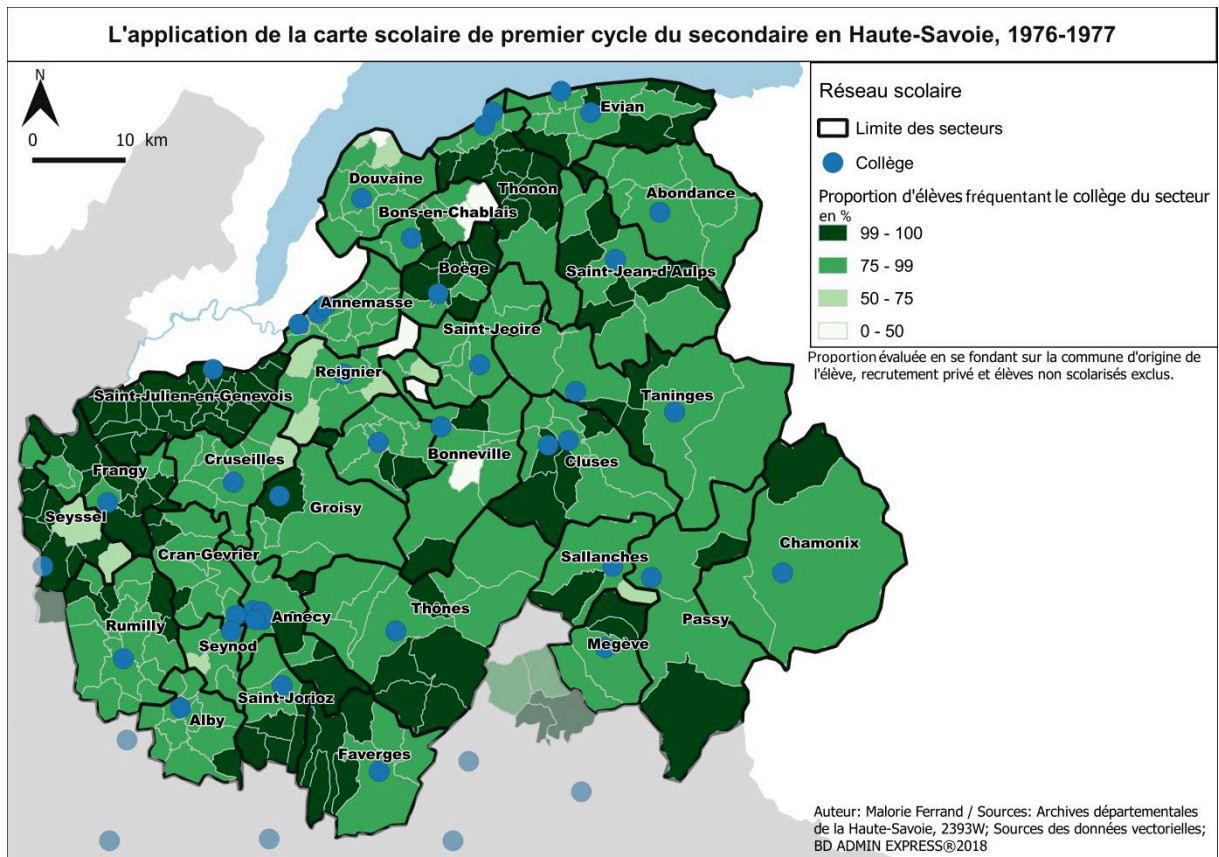 L'application de la carte scolaire de premier cycle du secondaire en Haute-Savoie, 1976-1977
N
0 10 km
Réseau scolaire
Limite des secteurs
Collège
Proportion d'élèves fréquentant le collège du secteur
en %
99 - 100
75 - 99
50 - 75
0 - 50
Proportion évaluée en se fondant sur la commune d'origine de
l'élève, recrutement privé et élèves non scolarisés exclus.
Evian
Douvaine
Thonon
Abondance
Bons-en-Chablais
Boëge
Saint-Jean-d'Aulps
Annemasse
Saint-Jeoire
Reignier
Saint-Julien-en-Genevois
Taninges
Bonneville
Cluses
Cruseilles
Frangy
Groisy
Seyssel
Cran-Gevrier
Sallanches
Chamonix
Thônes
Annecy
Passy
Rumilly
Seynod
Megève
Saint-Jorioz
Alby
Faverges
Auteur: Malorie Ferrand / Sources: Archives départementales
de la Haute-Savoie, 2393W; Sources des données vectorielles;
BD ADMIN EXPRESS®2018